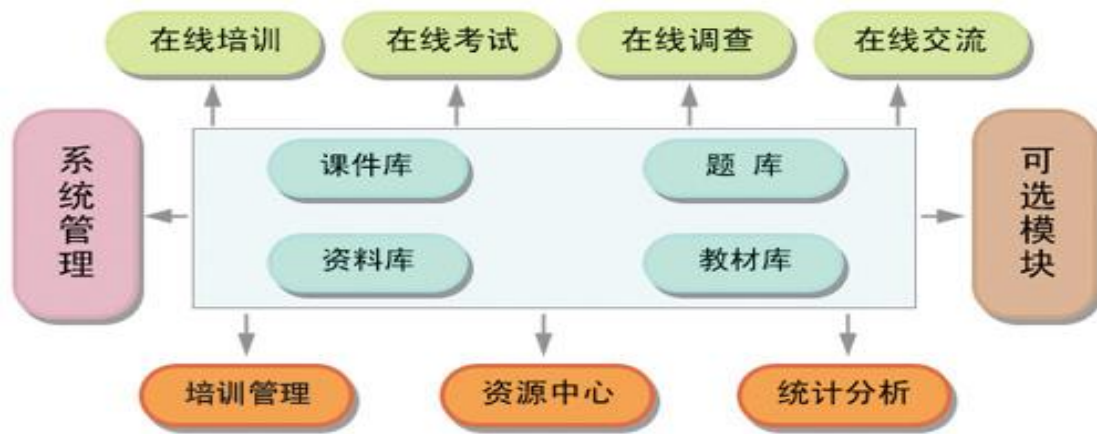 在线培训
在线考试
在线调查
在线交流
系统管理
课件库
题 库
可选模块
资料库
教材库
培训管理
资源中心
统计分析